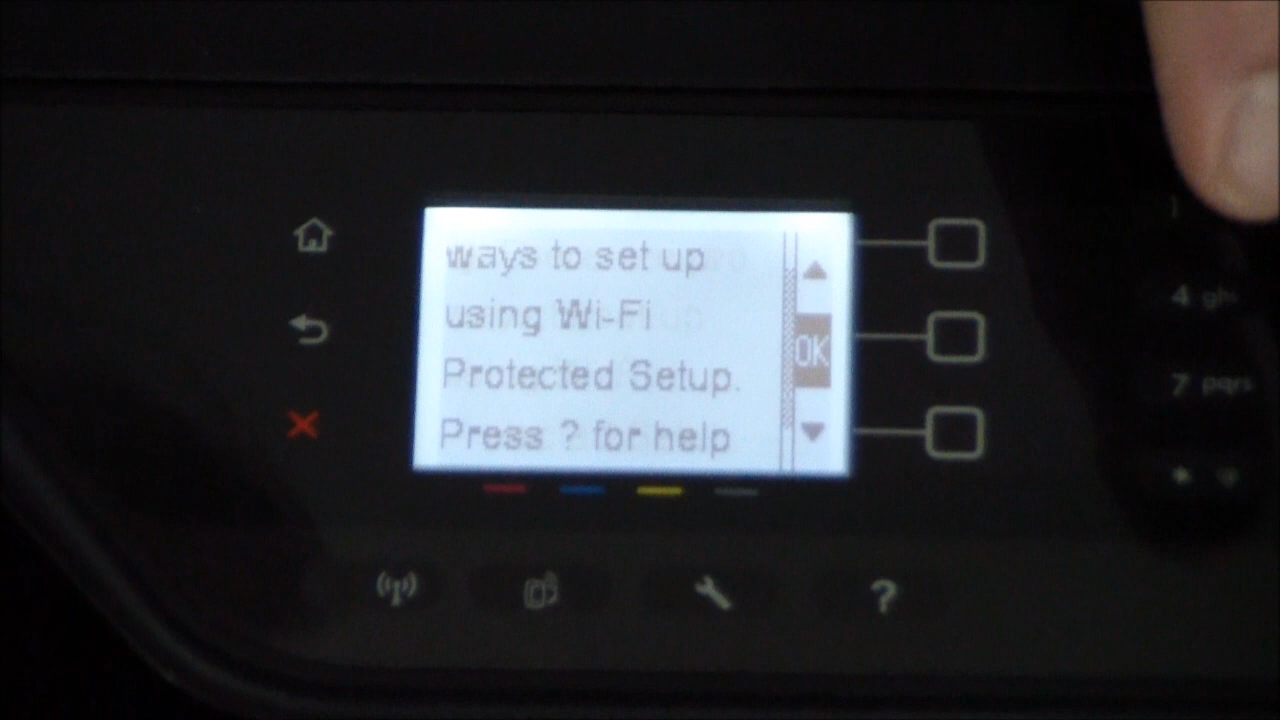 ways to set up
using Wi-Fi
Protected Setup.
Press ? for help
OK
4 ghi
7 pqrs
*
?